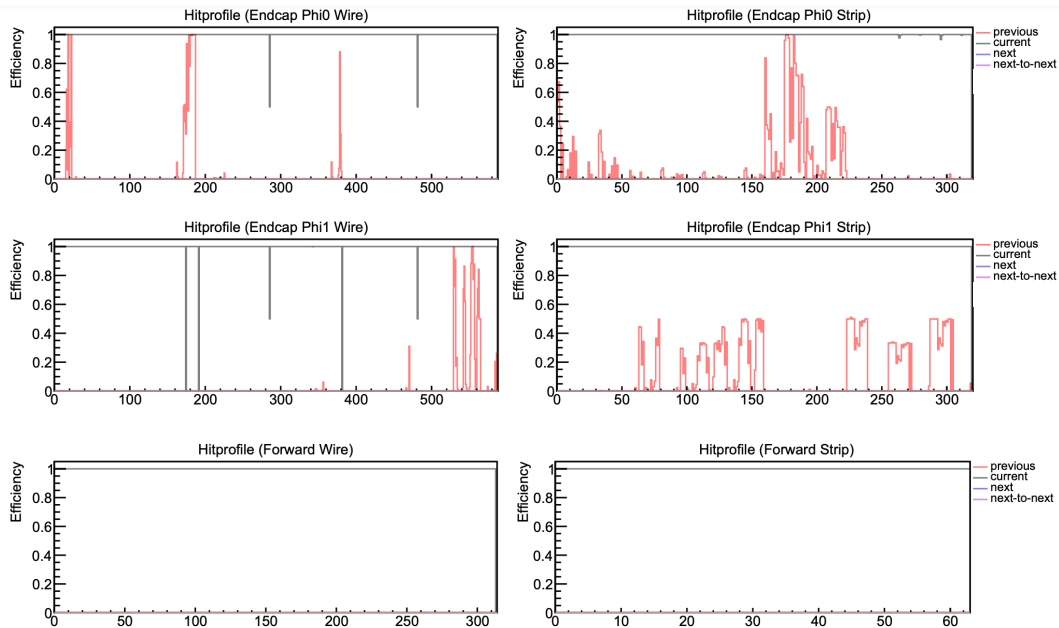 Hitprofile (Endcap Phi0 Wire)
Efficiency
1
0.8
0.6
0.4
0.2
0
0 100 200 300 400 500
Hitprofile (Endcap Phi0 Strip)
Efficiency
1
0.8
0.6
0.4
0.2
0
0 50 100 150 200 250 300
previous
current
next
next-to-next
Hitprofile (Endcap Phi1 Wire)
Efficiency
1
0.8
0.6
0.4
0.2
0
0 100 200 300 400 500
Hitprofile (Endcap Phi1 Strip)
Efficiency
1
0.8
0.6
0.4
0.2
0
0 50 100 150 200 250 300
previous
current
next
next-to-next
Hitprofile (Forward Wire)
Efficiency
1
0.8
0.6
0.4
0.2
0
0 50 100 150 200 250 300
Hitprofile (Forward Strip)
Efficiency
1
0.8
0.6
0.4
0.2
0
0 10 20 30 40 50 60
previous
current
next
next-to-next